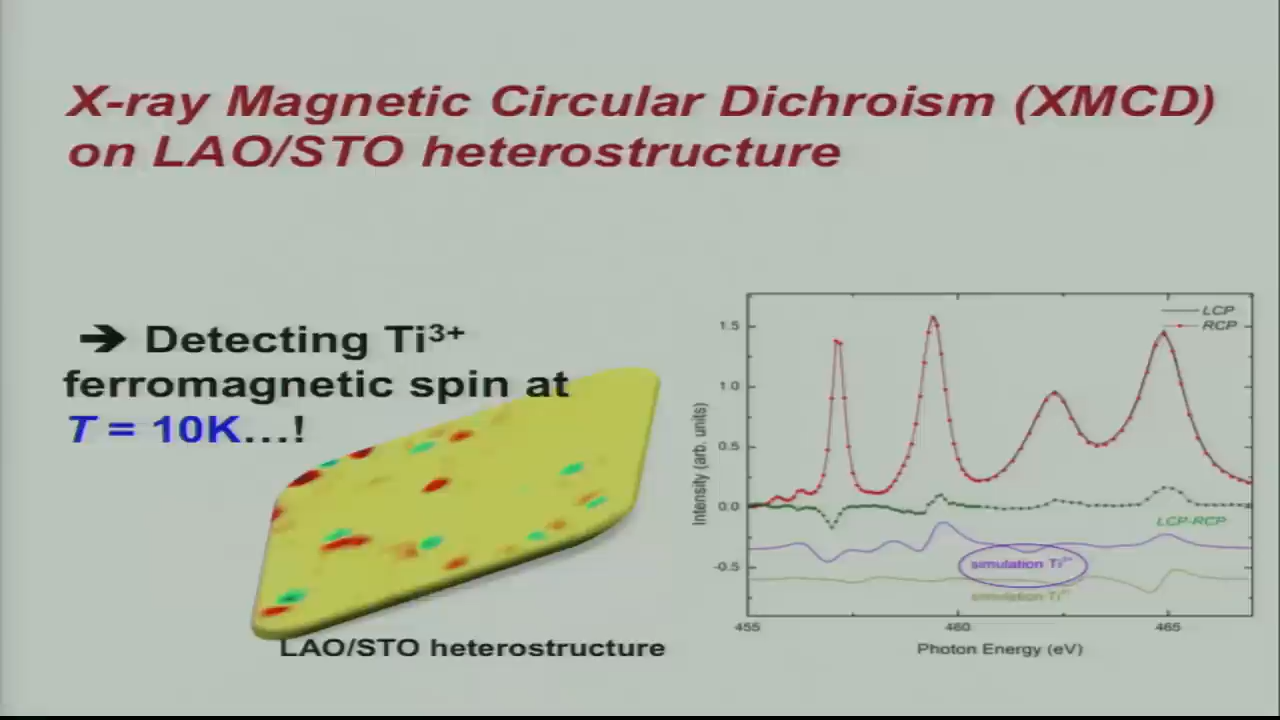 X-ray Magnetic Circular Dichroism (XMCD)
on LAO/STO heterostructure
➔ Detecting Ti³⁺
ferromagnetic spin at
T = 10K…!
LAO/STO heterostructure
LCP
RCP
1.5
1.0
0.5
0.0
-0.5
Intensity (arb. units)
LCP-RCP
simulation Ti³⁺
simulation
455
460
465
Photon Energy (eV)